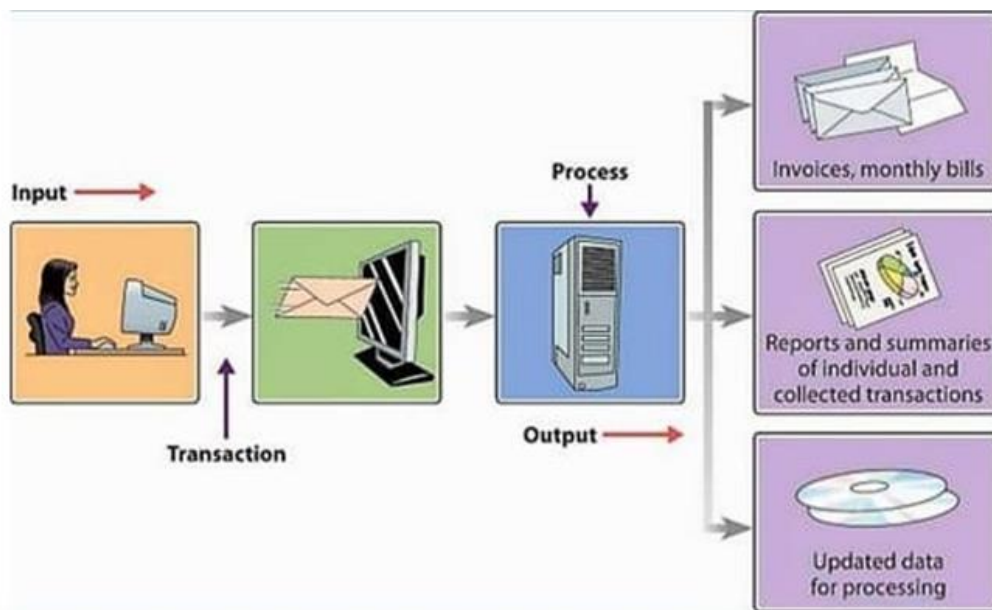 Input
Transaction
Process
Output
Invoices, monthly bills
Reports and summaries
of individual and
collected transactions
Updated data
for processing